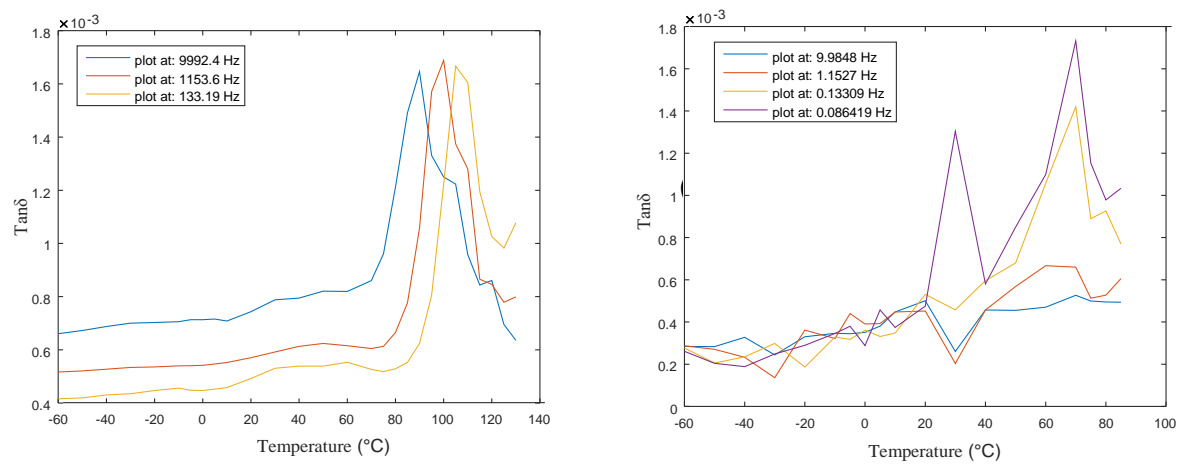 ×10-3
1.8
1.6
1.4
1.2
1
0.8
0.6
0.4
Tanδ
plot at: 9992.4 Hz
plot at: 1153.6 Hz
plot at: 133.19 Hz
-60 -40 -20 0 20 40 60 80 100 120 140
Temperature (°C)
×10-3
1.8
1.6
1.4
1.2
1
0.8
0.6
0.4
0.2
0
Tanδ
plot at: 9.9848 Hz
plot at: 1.1527 Hz
plot at: 0.13309 Hz
plot at: 0.086419 Hz
-60 -40 -20 0 20 40 60 80 100
Temperature (°C)